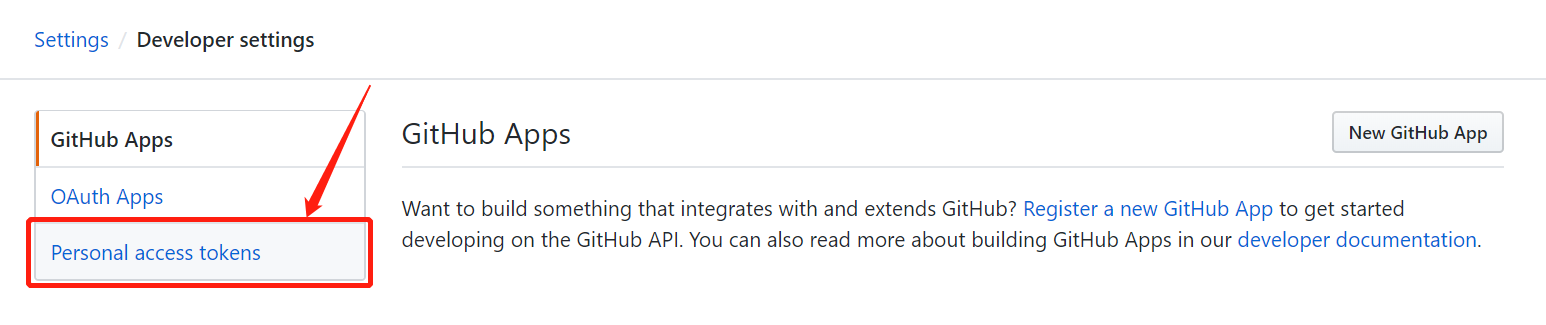 Settings / Developer settings
GitHub Apps
OAuth Apps
Personal access tokens
GitHub Apps
New GitHub App
Want to build something that integrates with and extends GitHub? Register a new GitHub App to get started
developing on the GitHub API. You can also read more about building GitHub Apps in our developer documentation.